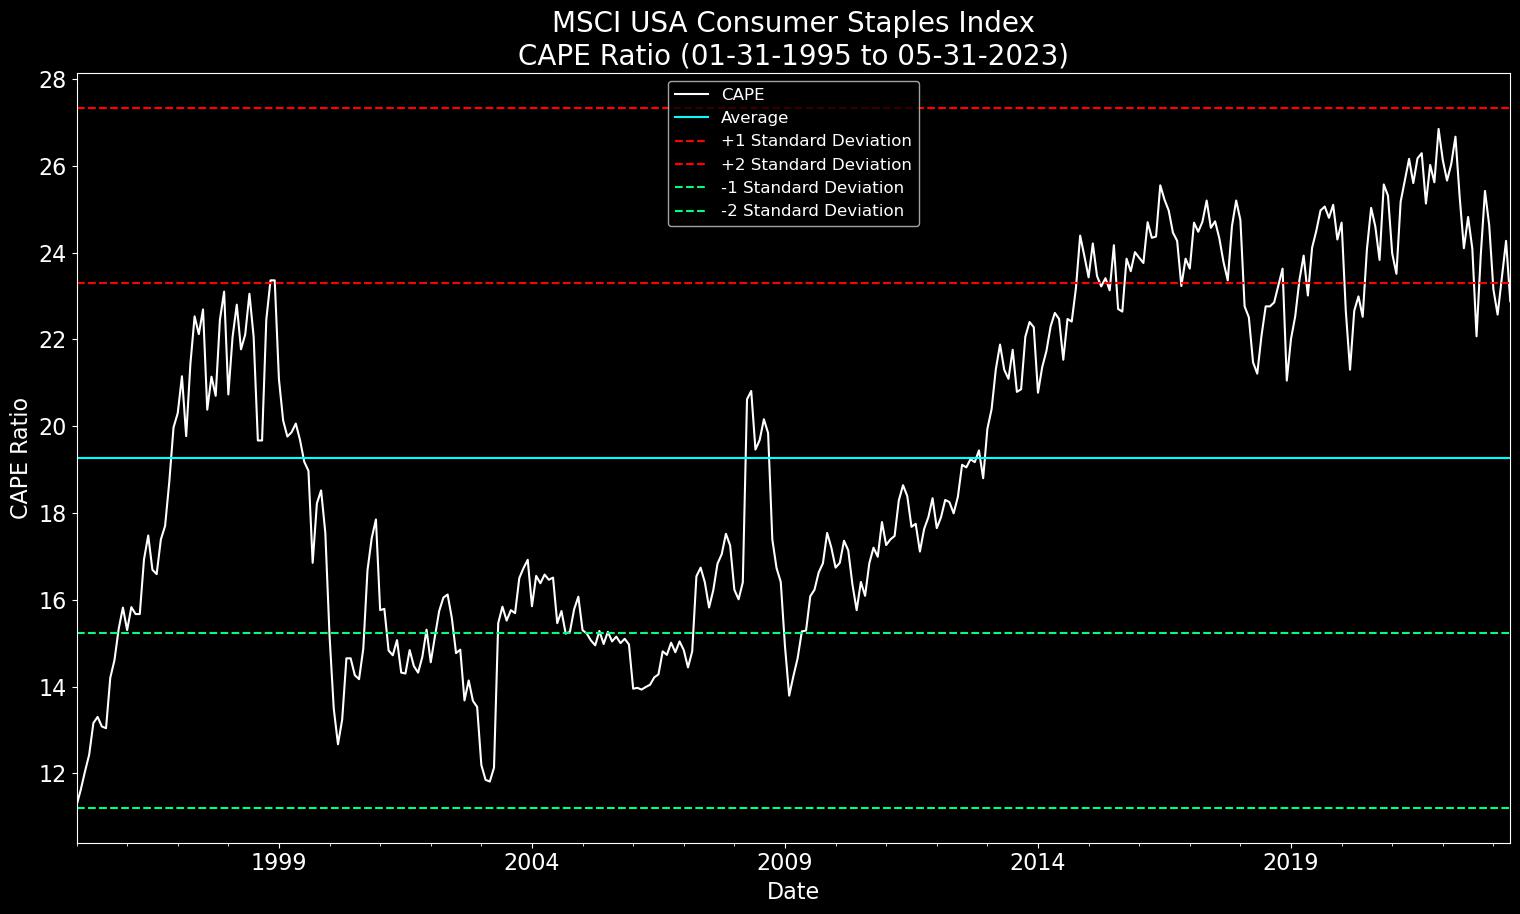 MSCI USA Consumer Staples Index
CAPE Ratio (01-31-1995 to 05-31-2023)
CAPE
Average
+1 Standard Deviation
+2 Standard Deviation
-1 Standard Deviation
-2 Standard Deviation
CAPE Ratio
28
26
24
22
20
18
16
14
12
1999
2004
2009
2014
2019
Date